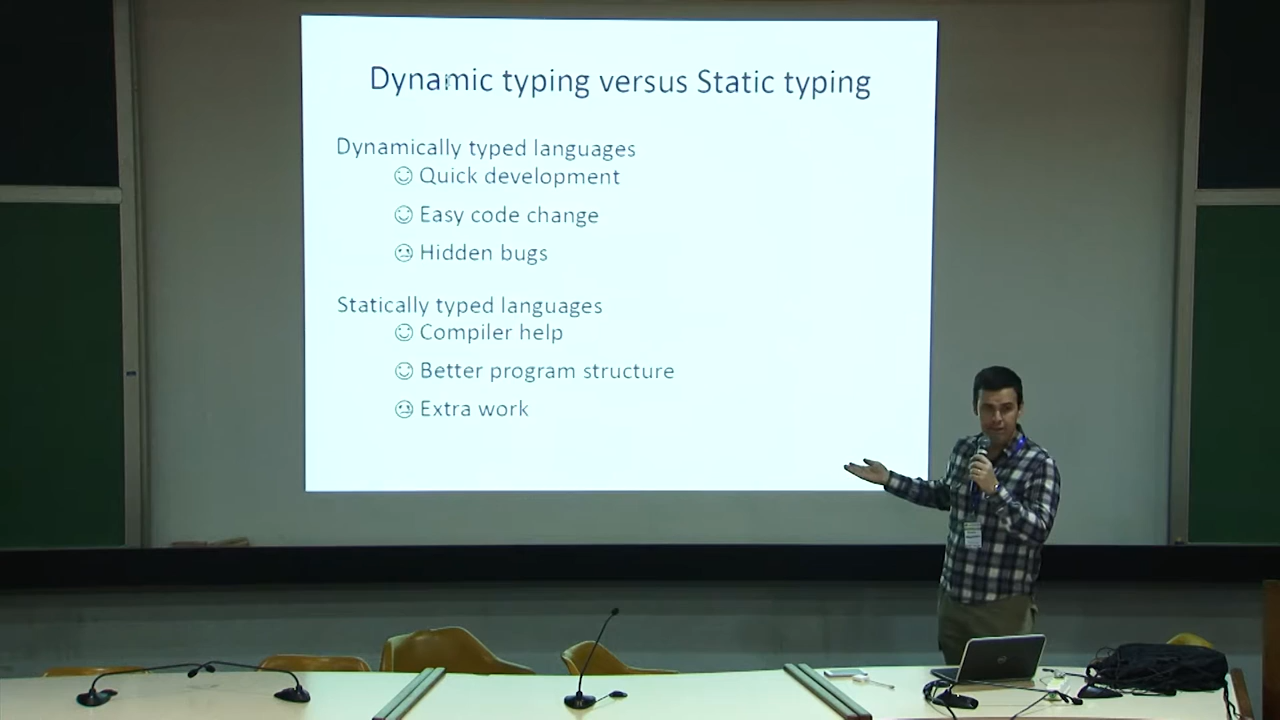 Dynamic typing versus Static typing
Dynamically typed languages
Quick development
Easy code change
Hidden bugs
Statically typed languages
Compiler help
Better program structure
Extra work